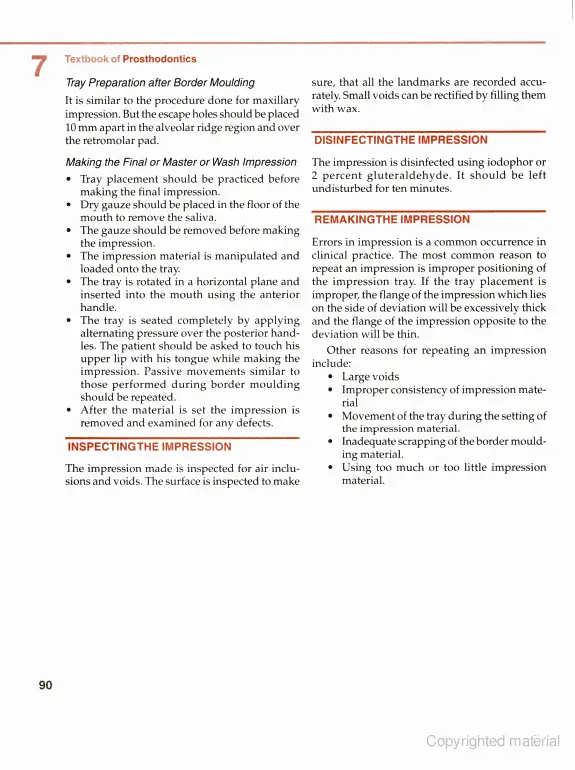 7
Textbook of Prosthodontics
Tray Preparation after Border Moulding
It is similar to the procedure done for maxillary
impression. But the escape holes should be placed
10 mm apart in the alveolar ridge region and over
the retromolar pad.
Making the Final or Master or Wash Impression
• Tray placement should be practiced before
making the final impression.
• Dry gauze should be placed in the floor of the
mouth to remove the saliva.
• The gauze should be removed before making
the impression.
• The impression material is manipulated and
loaded onto the tray.
• The tray is rotated in a horizontal plane and
inserted into the mouth using the anterior
handle.
• The tray is seated completely by applying
alternating pressure over the posterior hand-
les. The patient should be asked to touch his
upper lip with his tongue while making the
impression. Passive movements similar to
those performed during border moulding
should be repeated.
• After the material is set the impression is
removed and examined for any defects.
INSPECTINGTHE IMPRESSION
The impression made is inspected for air inclu-
sions and voids. The surface is inspected to make
sure, that all the landmarks are recorded accu-
rately. Small voids can be rectified by filling them
with wax.
DISINFECTINGTHE IMPRESSION
The impression is disinfected using iodophor or
2 percent gluteraldehyde. It should be left
undisturbed for ten minutes.
REMAKINGTHE IMPRESSION
Errors in impression is a common occurrence in
clinical practice. The most common reason to
repeat an impression is improper positioning of
the impression tray. If the tray placement is
improper, the flange of the impression which lies
on the side of deviation will be excessively thick
and the flange of the impression opposite to the
deviation will be thin.
Other reasons for repeating an impression
include:
• Large voids
• Improper consistency of impression mate-
rial
• Movement of the tray during the setting of
the impression material.
• Inadequate scrapping of the border mould-
ing material.
• Using too much or too little impression
material.
90
Copyrighted material